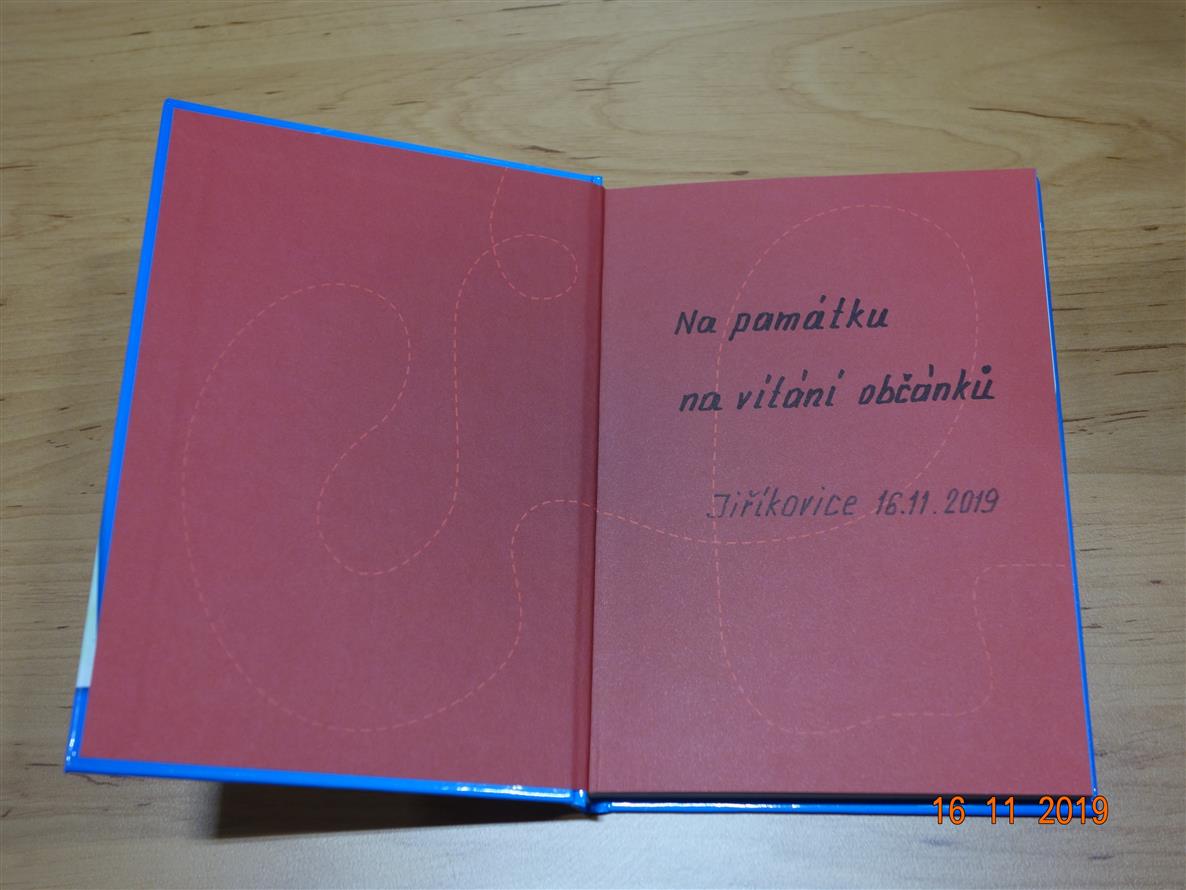 Na památku
na vítání občánků
Jiříkovice 16.11.2019
16 11 2019